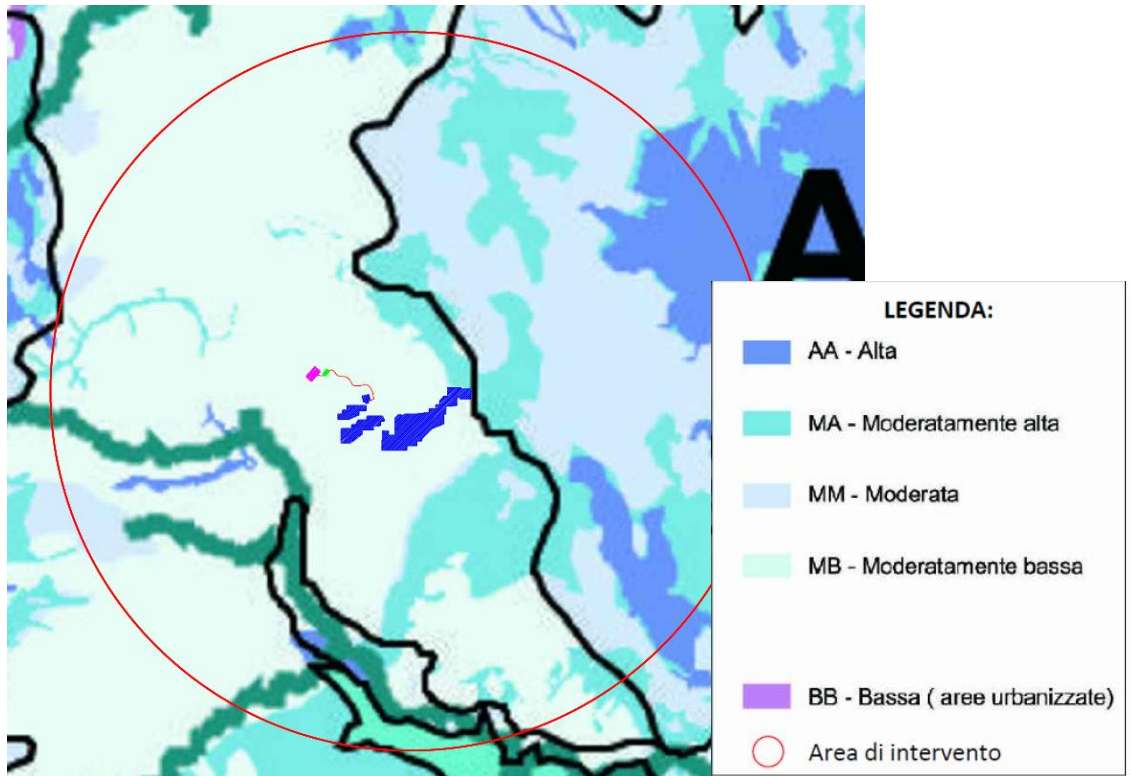 A
LEGENDA:
AA - Alta
MA - Moderatamente alta
MM - Moderata
MB - Moderatamente bassa
BB - Bassa ( aree urbanizzate)
Area di intervento